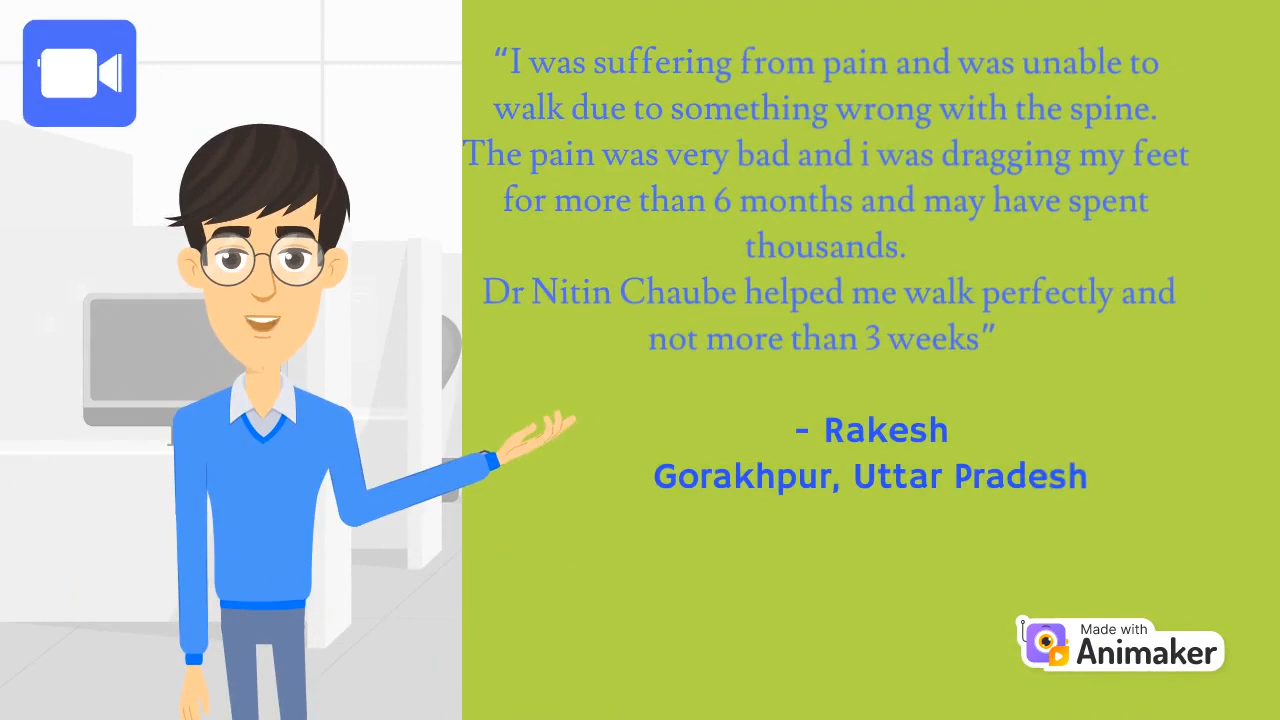 “I was suffering from pain and was unable to
walk due to something wrong with the spine.
The pain was very bad and i was dragging my feet
for more than 6 months and may have spent
thousands.
Dr Nitin Chaube helped me walk perfectly and
not more than 3 weeks”
- Rakesh
Gorakhpur, Uttar Pradesh
Made with
Animaker